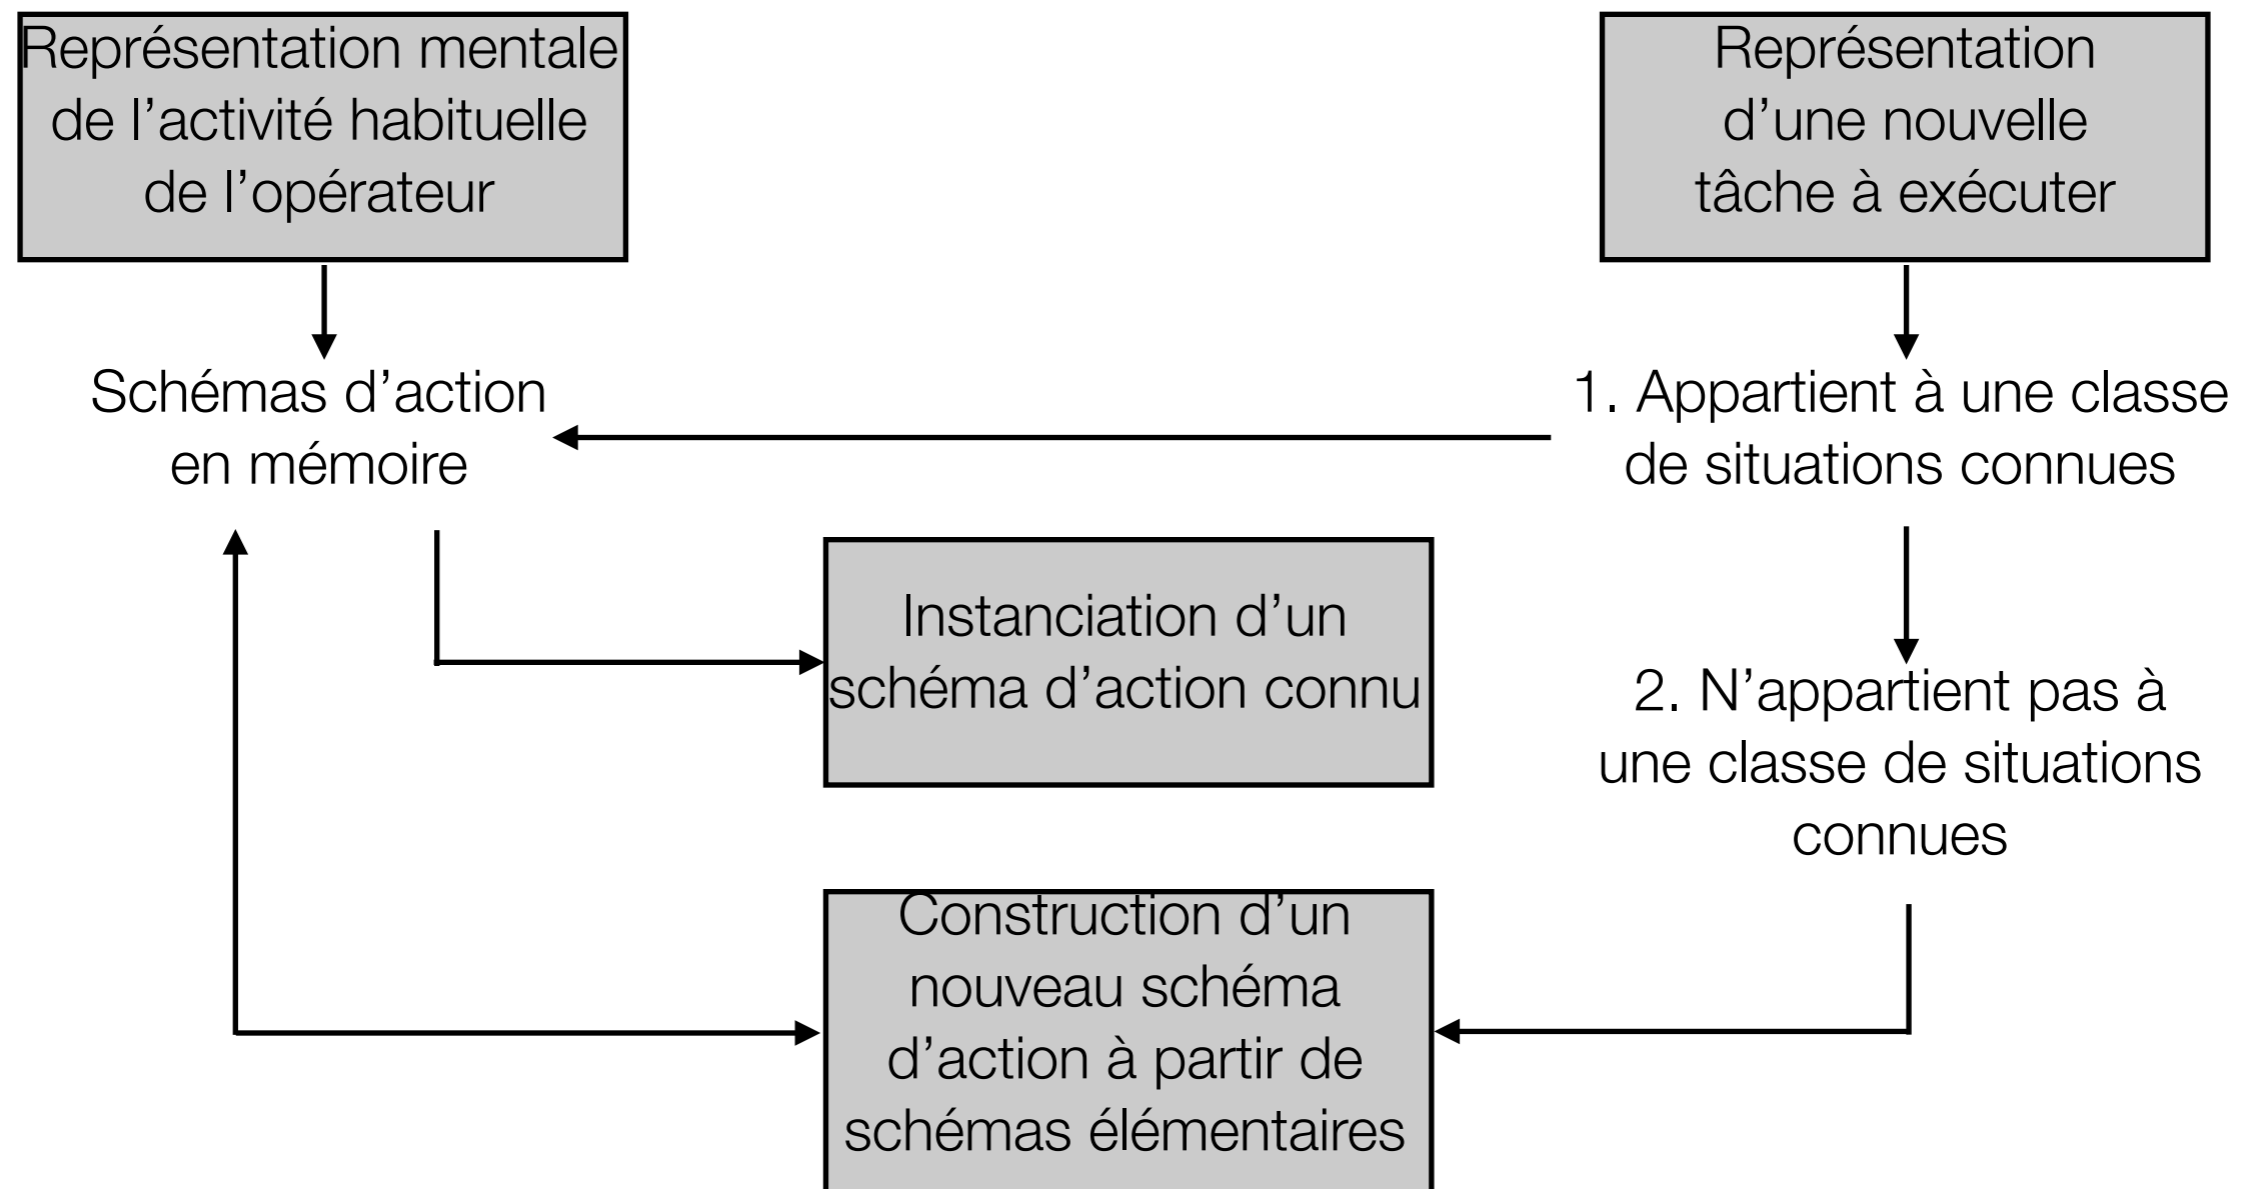 Représentation mentale
de l’activité habituelle
de l’opérateur
Représentation
d’une nouvelle
tâche à exécuter
Schémas d’action
en mémoire
1. Appartient à une classe
de situations connues
Instanciation d’un
schéma d’action connu
2. N’appartient pas à
une classe de situations
connues
Construction d’un
nouveau schéma
d’action à partir de
schémas élémentaires